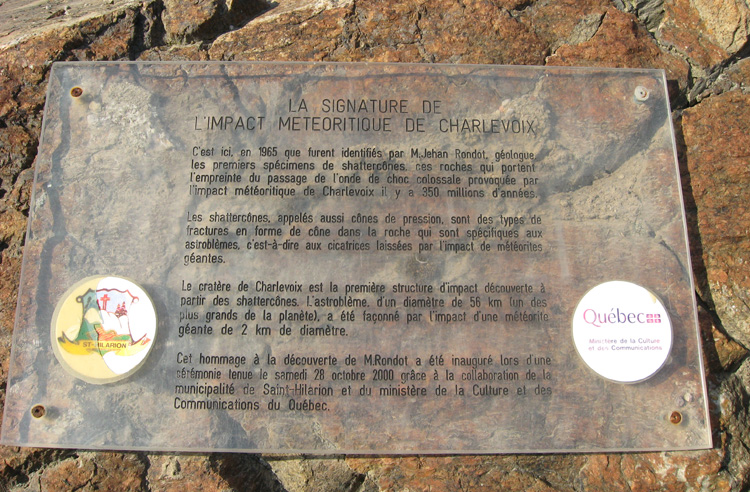 LA SIGNATURE DE
L'IMPACT METEORITIQUE DE CHARLEVOIX
C'est ici, en 1965 que furent identifiés par M.Jehan Rondot, géologue
les premiers spécimens de shattercônes, ces roches qui portent
l'empreinte du passage de l'onde de choc colossale provoquée par
l'impact météoritique de Charlevoix il y a 350 millions d'années.
Les shattercônes, appelés aussi cônes de pression, sont des types de
fractures en forme de cône dans la roche qui sont spécifiques aux
astroblèmes, c'est-à-dire aux cicatrices laissées par l'impact de météorites
géantes.
Le cratère de Charlevoix est la première structure d'impact découverte à
partir des shattercônes. L'astroblème, d'un diamètre de 56 km (un des
plus grands de la planète), a été façonné par l'impact d'une météorite
géante de 2 km de diamètre.
Cet hommage à la découverte de M.Rondot, a été inauguré lors d'une
cérémonie tenue le samedi 28 octobre 2000 grâce à la collaboration de la
municipalité de Saint-Hilarion et du ministère de la Culture et des
Communications du Québec.
ST-HILARION
Québec
Ministère de la Culture
et des Communications